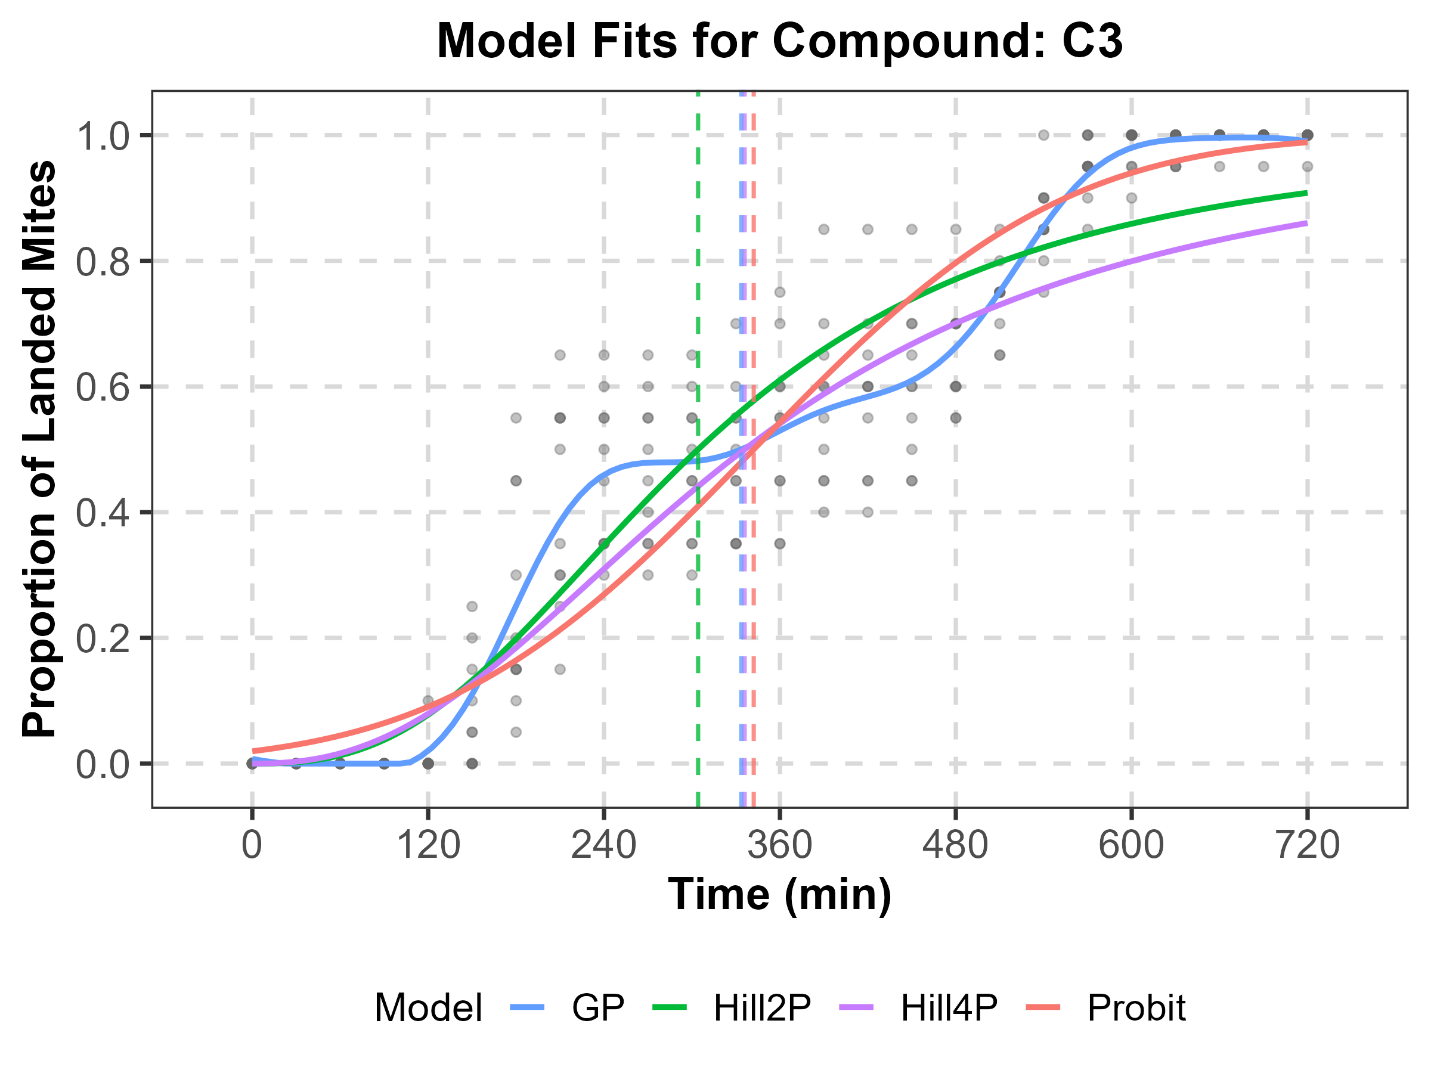 Model Fits for Compound: C3
Proportion of Landed Mites
1.0
0.8
0.6
0.4
0.2
0.0
0 120 240 360 480 600 720
Time (min)
Model GP Hill2P Hill4P Probit